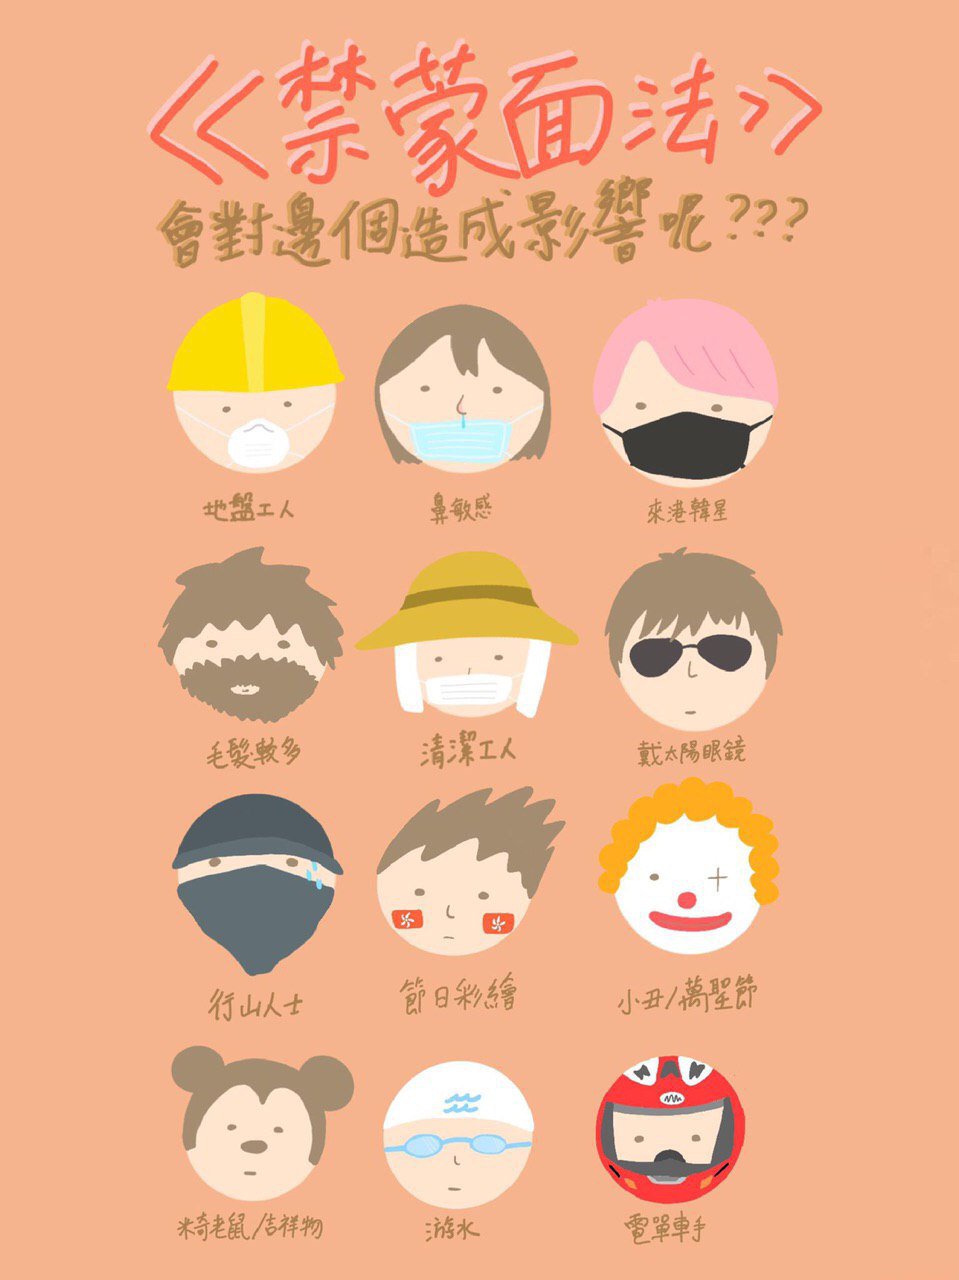 《禁蒙面法》
會對邊個造成影響呢???
地盤工人
鼻敏感
來港韓星
毛髮較多
清潔工人
戴太陽眼鏡
行山人士
節日彩繪
小丑/萬聖節
米奇老鼠/吉祥物
游水
電單車手